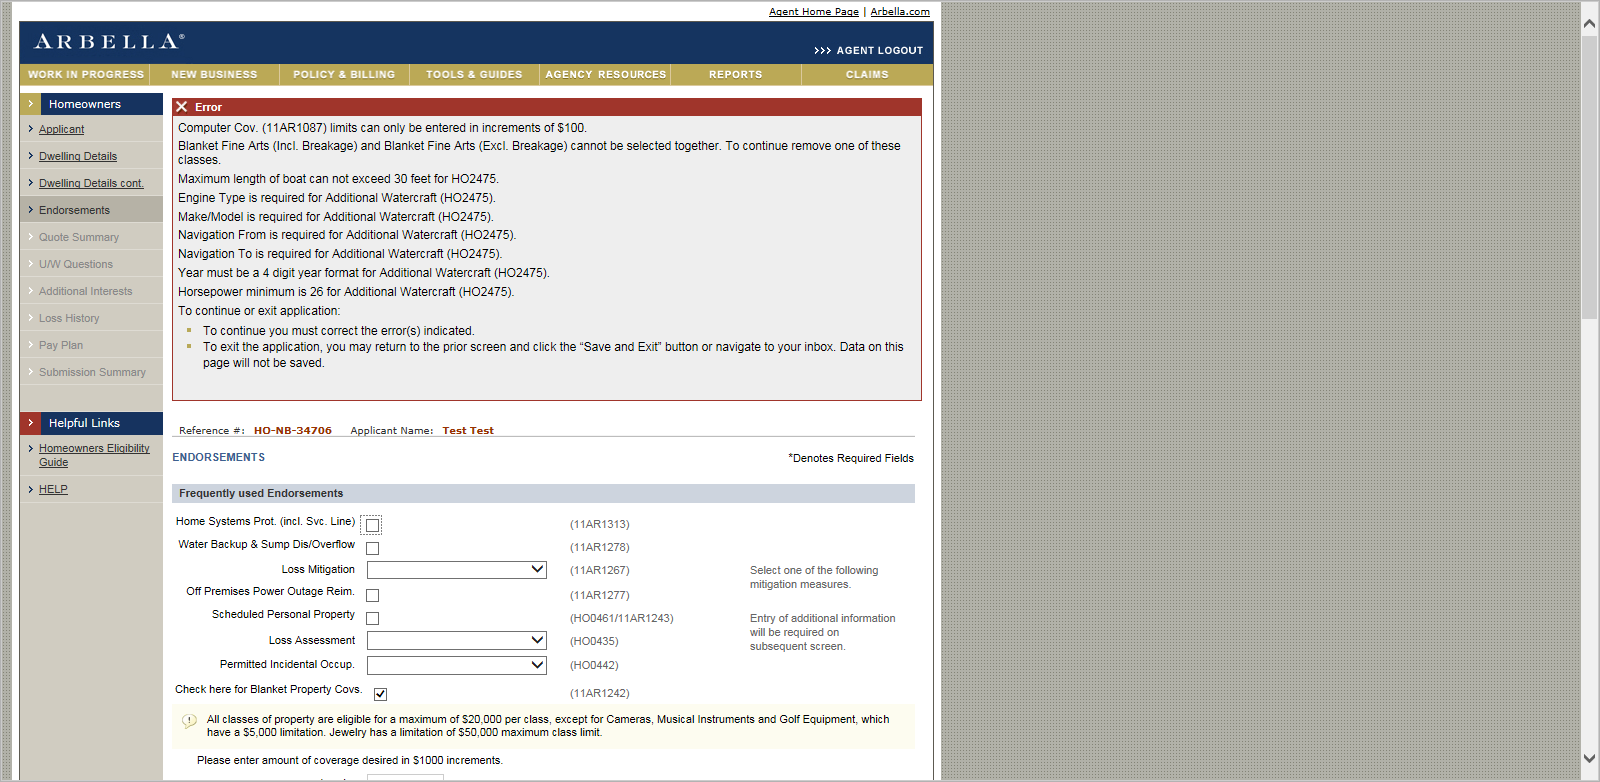 Agent Home Page | Arbella.com
ARBELLA®
>>> AGENT LOGOUT
WORK IN PROGRESS NEW BUSINESS POLICY & BILLING TOOLS & GUIDES AGENCY RESOURCES REPORTS CLAIMS
Homeowners
Applicant
Dwelling Details
Dwelling Details cont.
Endorsements
Quote Summary
U/W Questions
Additional Interests
Loss History
Pay Plan
Submission Summary
Helpful Links
Homeowners Eligibility
Guide
HELP
Error
Computer Cov. (11AR1087) limits can only be entered in increments of $100.
Blanket Fine Arts (Incl. Breakage) and Blanket Fine Arts (Excl. Breakage) cannot be selected together. To continue remove one of these
classes.
Maximum length of boat can not exceed 30 feet for HO2475.
Engine Type is required for Additional Watercraft (HO2475).
Make/Model is required for Additional Watercraft (HO2475).
Navigation From is required for Additional Watercraft (HO2475).
Navigation To is required for Additional Watercraft (HO2475).
Year must be a 4 digit year format for Additional Watercraft (HO2475).
Horsepower minimum is 26 for Additional Watercraft (HO2475).
To continue or exit application:
To continue you must correct the error(s) indicated.
To exit the application, you may return to the prior screen and click the “Save and Exit” button or navigate to your inbox. Data on this
page will not be saved.
Reference #: HO-NB-34706 Applicant Name: Test Test
ENDORSEMENTS
*Denotes Required Fields
Frequently used Endorsements
Home Systems Prot. (incl. Svc. Line) (11AR1313)
Water Backup & Sump Dis/Overflow (11AR1278)
Loss Mitigation (11AR1267) Select one of the following
mitigation measures.
Off Premises Power Outage Reim. (11AR1277)
Scheduled Personal Property (HO0461/11AR1243) Entry of additional information
will be required on
subsequent screen.
Loss Assessment (HO0435)
Permitted Incidental Occup. (HO0442)
Check here for Blanket Property Covs. (11AR1242)
All classes of property are eligible for a maximum of $20,000 per class, except for Cameras, Musical Instruments and Golf Equipment, which
have a $5,000 limitation. Jewelry has a limitation of $50,000 maximum class limit.
Please enter amount of coverage desired in $1000 increments.